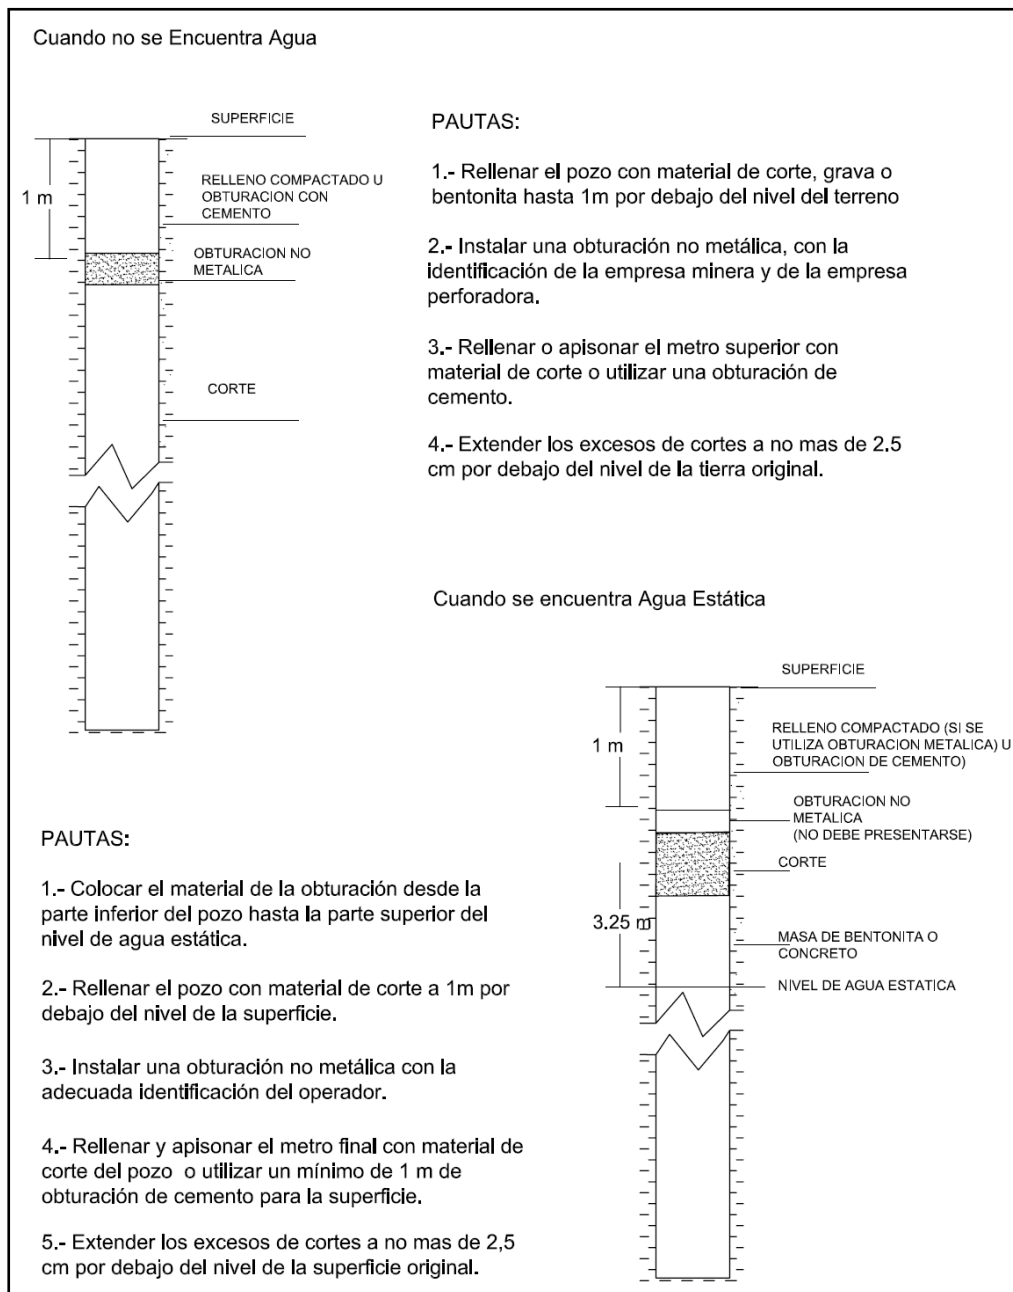 Cuando no se Encuentra Agua
SUPERFICIE
1 m
RELLENO COMPACTADO U
OBTURACION CON
CEMENTO
OBTURACION NO
METALICA
CORTE
PAUTAS:
1.- Rellenar el pozo con material de corte, grava o
bentonita hasta 1m por debajo del nivel del terreno
2.- Instalar una obturación no metálica, con la
identificación de la empresa minera y de la empresa
perforadora.
3.- Rellenar o apisonar el metro superior con
material de corte o utilizar una obturación de
cemento.
4.- Extender los excesos de cortes a no mas de 2.5
cm por debajo del nivel de la tierra original.
Cuando se encuentra Agua Estática
SUPERFICIE
1 m
RELLENO COMPACTADO (SI SE
UTILIZA OBTURACION METALICA) U
OBTURACION DE CEMENTO)
OBTURACION NO
METALICA
(NO DEBE PRESENTARSE)
CORTE
3.25 m
MASA DE BENTONITA O
CONCRETO
NIVEL DE AGUA ESTATICA
PAUTAS:
1.- Colocar el material de la obturación desde la
parte inferior del pozo hasta la parte superior del
nivel de agua estática.
2.- Rellenar el pozo con material de corte a 1m por
debajo del nivel de la superficie.
3.- Instalar una obturación no metálica con la
adecuada identificación del operador.
4.- Rellenar y apisonar el metro final con material de
corte del pozo o utilizar un mínimo de 1 m de
obturación de cemento para la superficie.
5.- Extender los excesos de cortes a no mas de 2,5
cm por debajo del nivel de la superficie original.